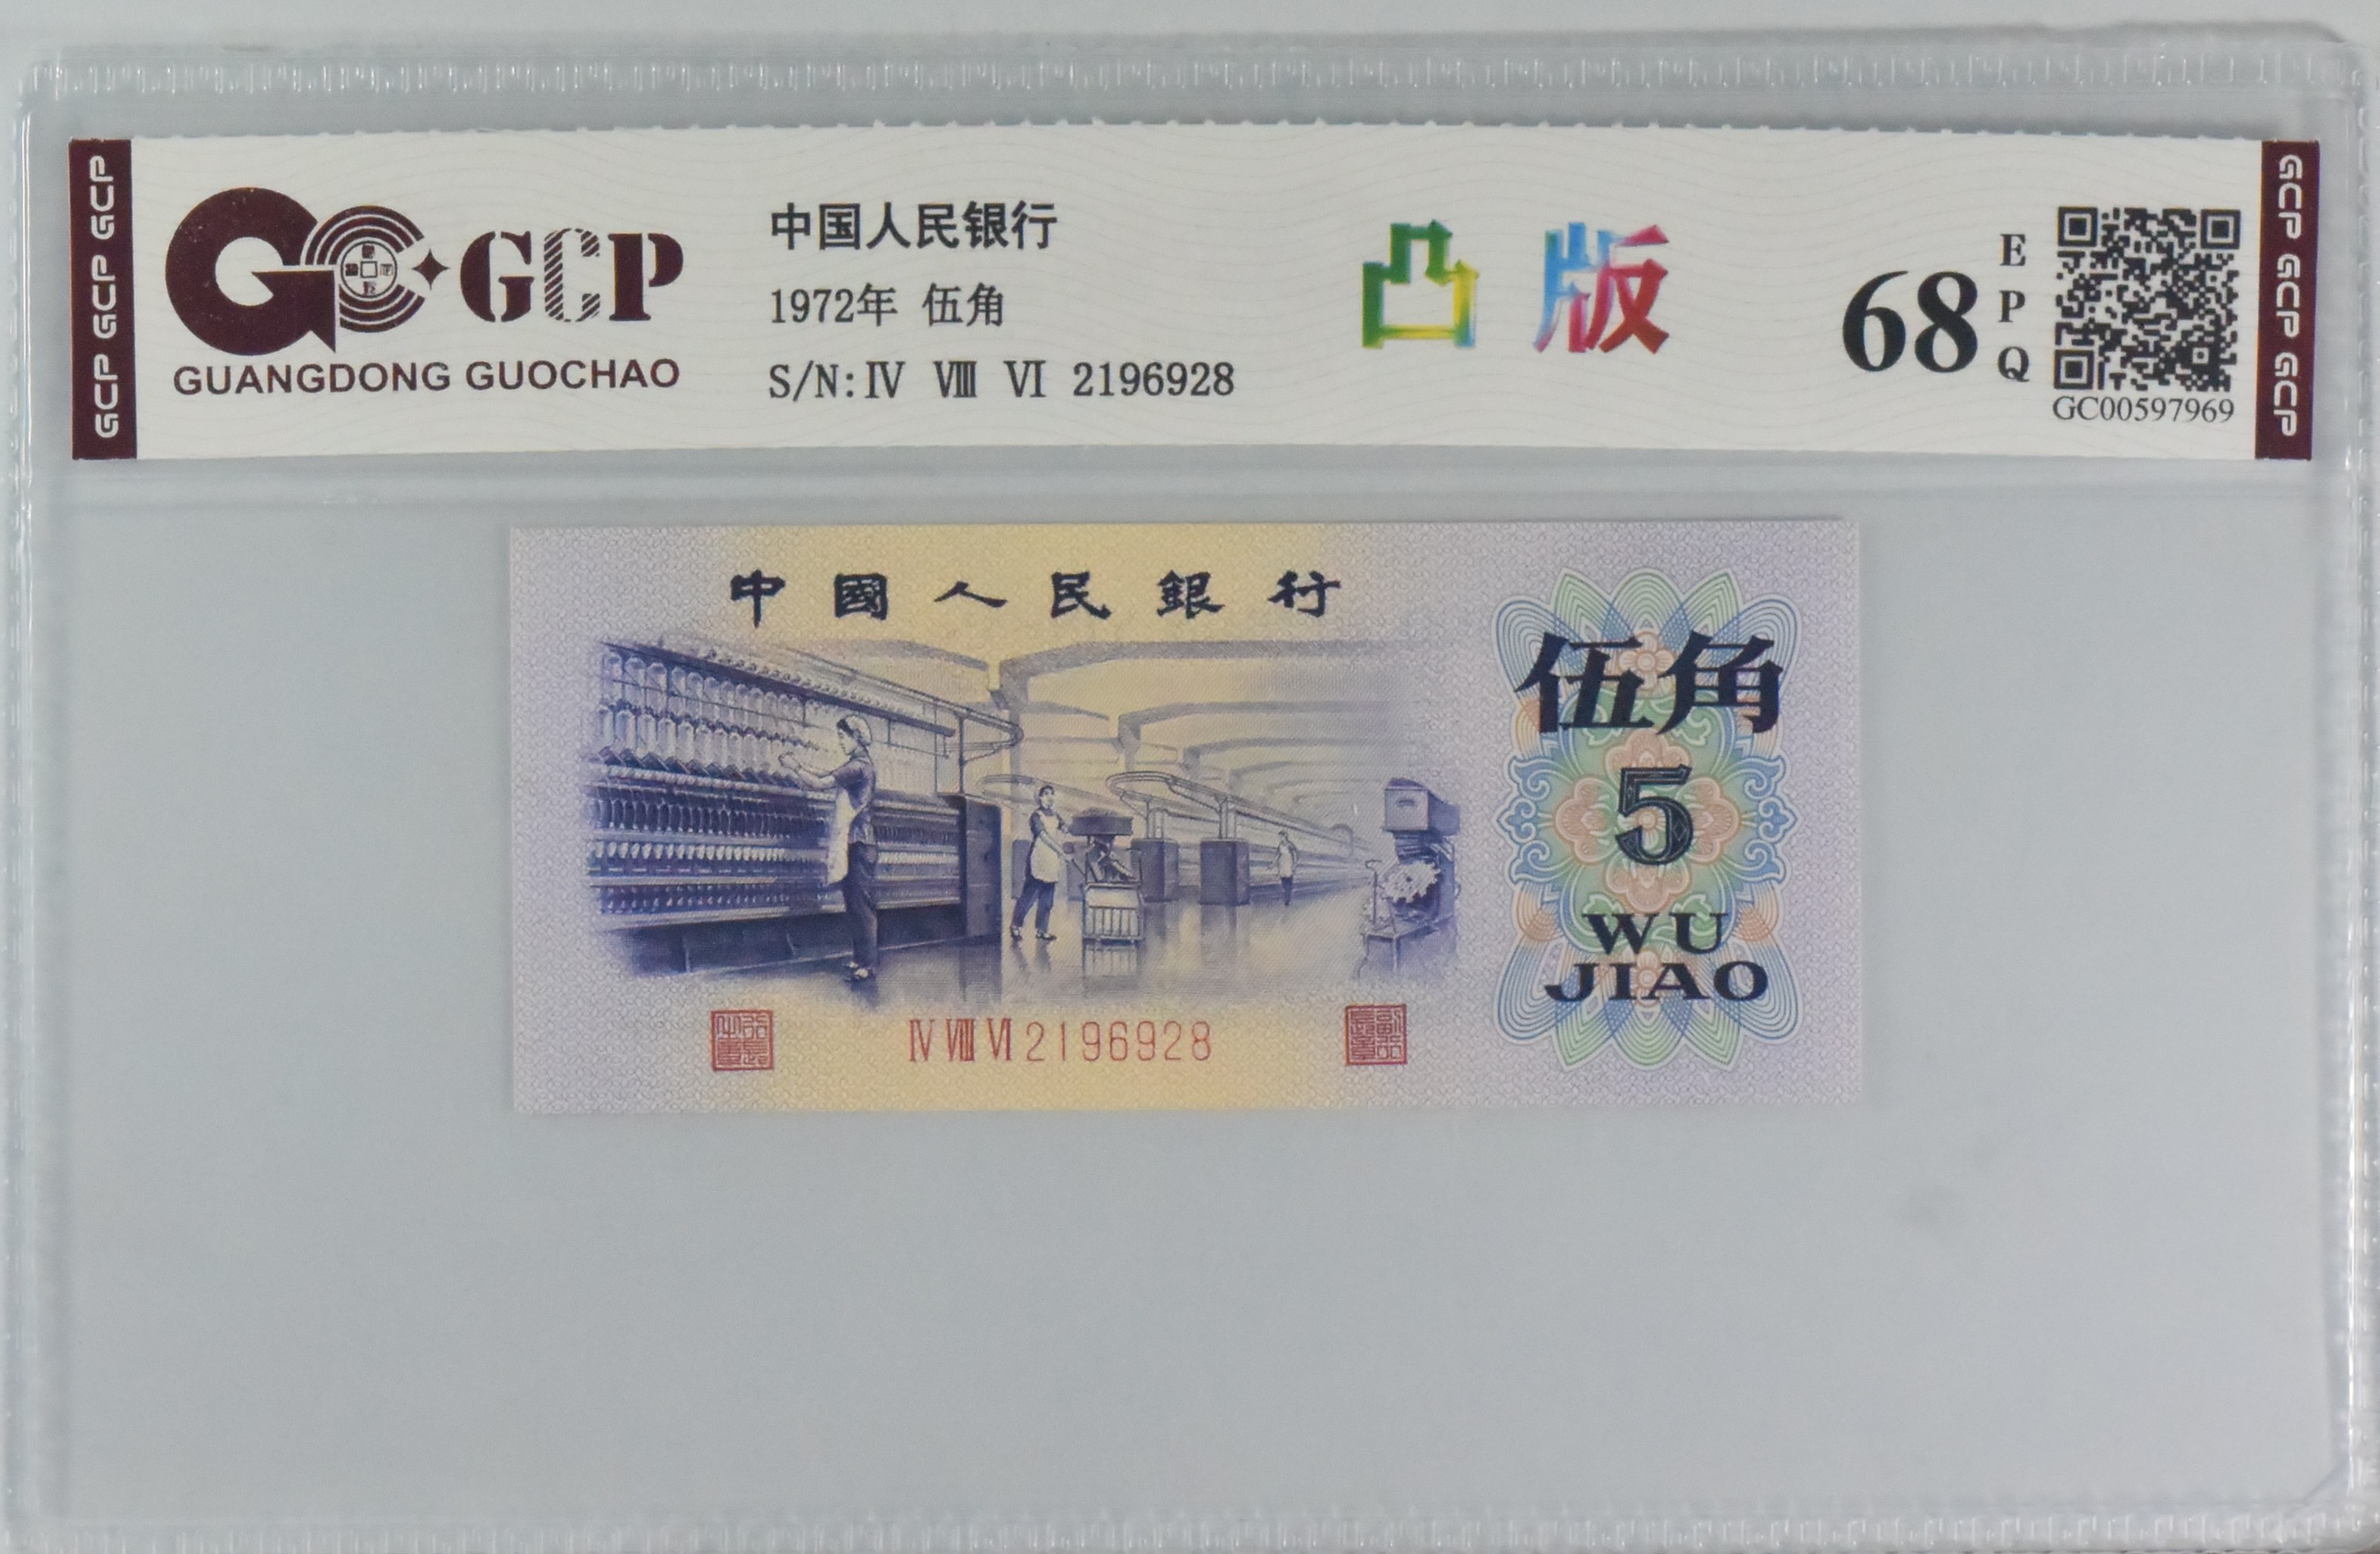 GCP GCP GCP
GCP
GUANGDONG GUOCHAO
中国人民银行
1972年 伍角
S/N:Ⅳ Ⅷ Ⅵ 2196928
凸版
68
EPQ
GC00597969
GCP GCP GCP
中國人民銀行
伍角
5
WU
JIAO
Ⅳ Ⅷ Ⅵ 2196928